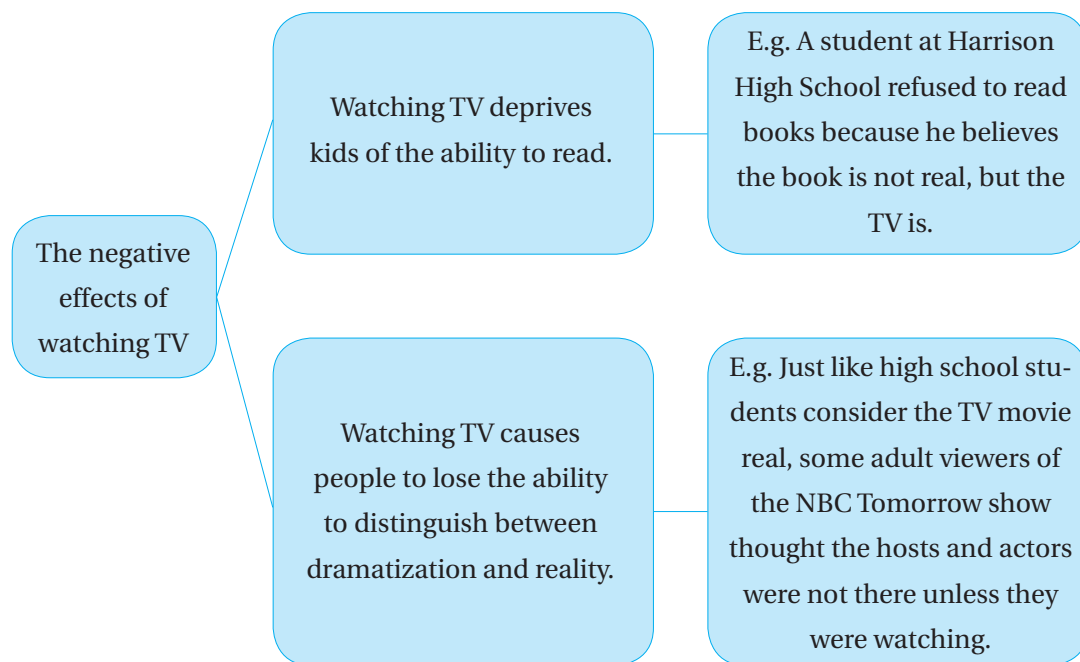 The negative
effects of
watching TV
Watching TV deprives
kids of the ability to read.
E.g. A student at Harrison
High School refused to read
books because he believes
the book is not real, but the
TV is.
Watching TV causes
people to lose the ability
to distinguish between
dramatization and reality.
E.g. Just like high school stu-
dents consider the TV movie
real, some adult viewers of
the NBC Tomorrow show
thought the hosts and actors
were not there unless they
were watching.